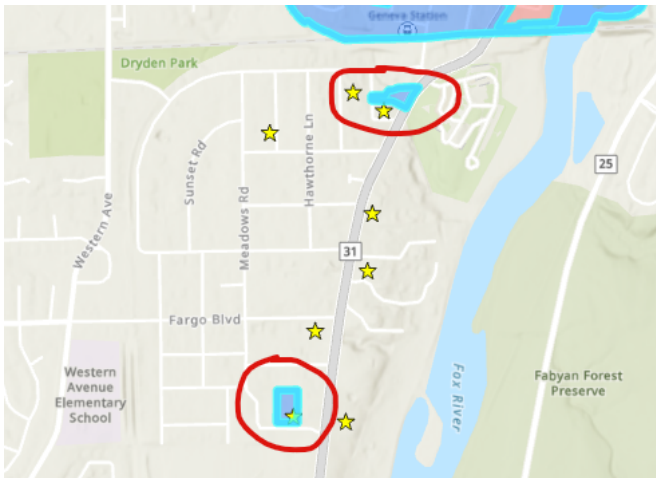 Geneva Station
Dryden Park
Sunset Rd
Hawthorne Ln
Meadows Rd
Western Ave
25
31
Fargo Blvd
Western
Avenue
Elementary
School
Fox River
Fabyan Forest
Preserve